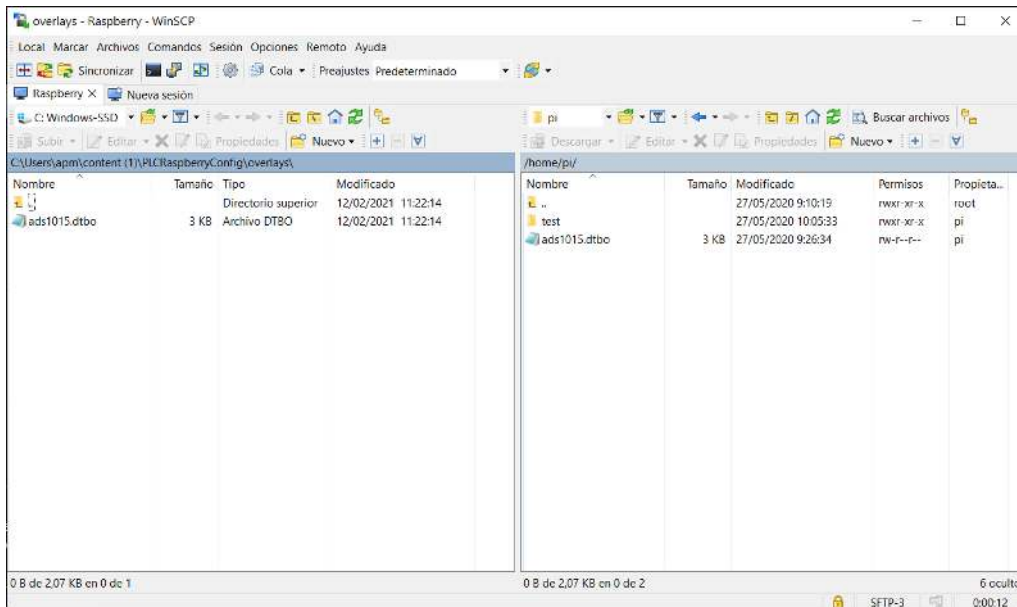 overlays - Raspberry - WinSCP
Local Marcar Archivos Comandos Sesión Opciones Remoto Ayuda
Sincronizar Cola Preajustes Predeterminado
Raspberry Nueva sesión
C: Windows-SSD pi Buscar archivos
Subir Editar Propiedades Nuevo Descargar Editar Propiedades Nuevo
C:\Users\apm\content (1)\PLCRaspberryConfig\overlays\ /home/pi/
Nombre Tamaño Tipo Modificado Nombre Tamaño Modificado Permisos Propieta...
.. Directorio superior 12/02/2021 11:22:14 .. 27/05/2020 9:10:19 rwxr-xr-x root
ads1015.dtbo 3 KB Archivo DTBO 12/02/2021 11:22:14 test 27/05/2020 10:05:33 rwxr-xr-x pi
ads1015.dtbo 3 KB 27/05/2020 9:26:34 rw-r--r-- pi
0 B de 2,07 KB en 0 de 1 0 B de 2,07 KB en 0 de 2 6 oculto
SFTP-3 0:00:12